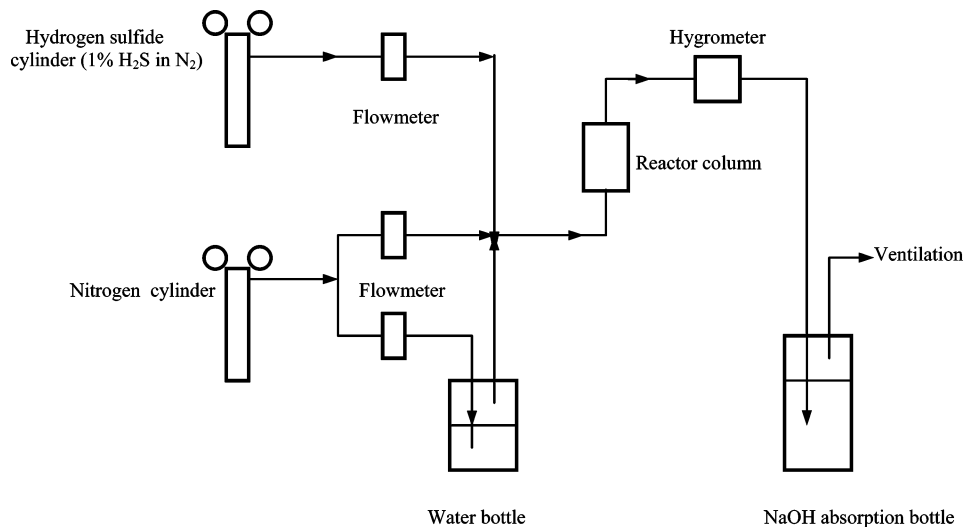 Hydrogen sulfide
cylinder (1% H₂S in N₂)
Flowmeter
Hygrometer
Reactor column
Nitrogen cylinder
Flowmeter
Ventilation
Water bottle
NaOH absorption bottle